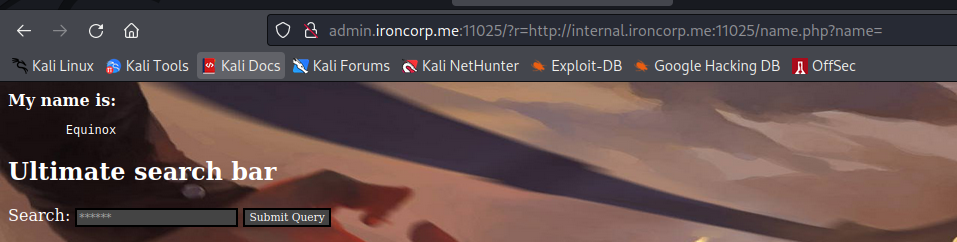 admin.ironcorp.me:11025/?r=http://internal.ironcorp.me:11025/name.php?name=
Kali Linux Kali Tools Kali Docs Kali Forums Kali NetHunter Exploit-DB Google Hacking DB OffSec
My name is:
Equinox
Ultimate search bar
Search: ****** Submit Query